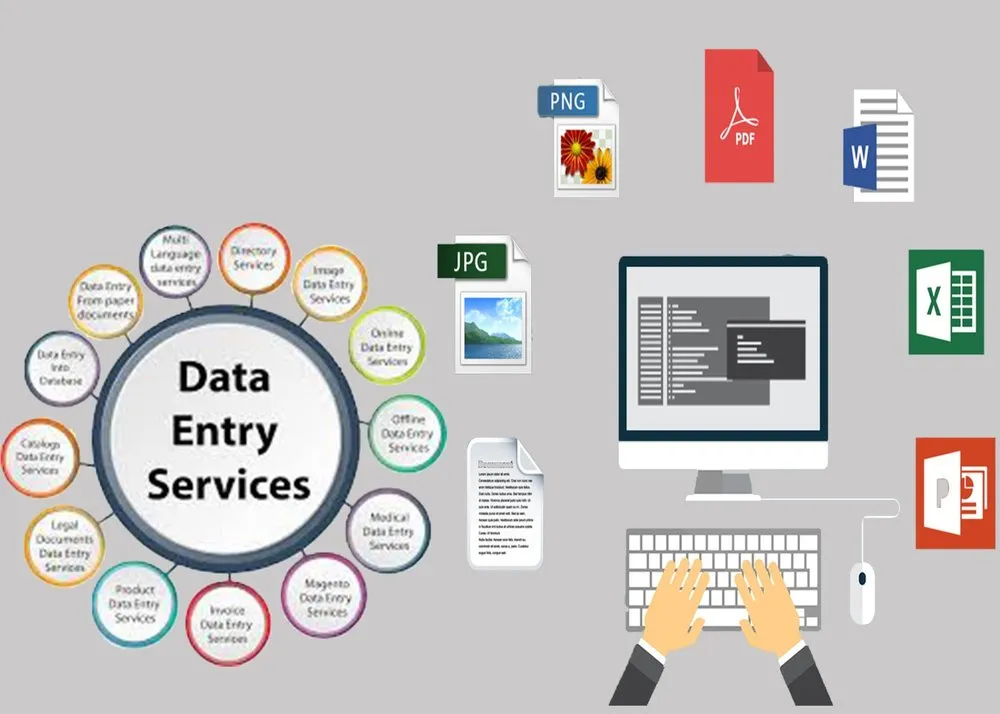 Data
Entry
Services
Multi
Language
data entry
services
Directory
Services
Image
Data Entry
Services
Online
Data Entry
Services
Offline
Data Entry
Services
Medical
Data Entry
Services
Magento
Data Entry
Services
Invoice
Data Entry
Services
Product
Data Entry
Services
Legal
Documents
Data Entry
Services
Catalogs
Data Entry
Services
Data Entry
Into
Database
Data Entry
From paper
documents
PNG
PDF
W
JPG
X
Document
P